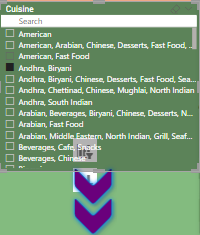 Cuisine
Search
American
American, Arabian, Chinese, Desserts, Fast Food, ...
American, Fast Food
Andhra, Biryani
Andhra, Biryani, Chinese, Desserts, Fast Food, Sea...
Andhra, Chettinad, Chinese, Mughlai, North Indian
Andhra, South Indian
Arabian, Beverages, Biryani, Chinese, Desserts, N...
Arabian, Fast Food
Arabian, Middle Eastern, North Indian, Grill, Seaf...
Beverages, Cafe, Snacks
Beverages, Chinese